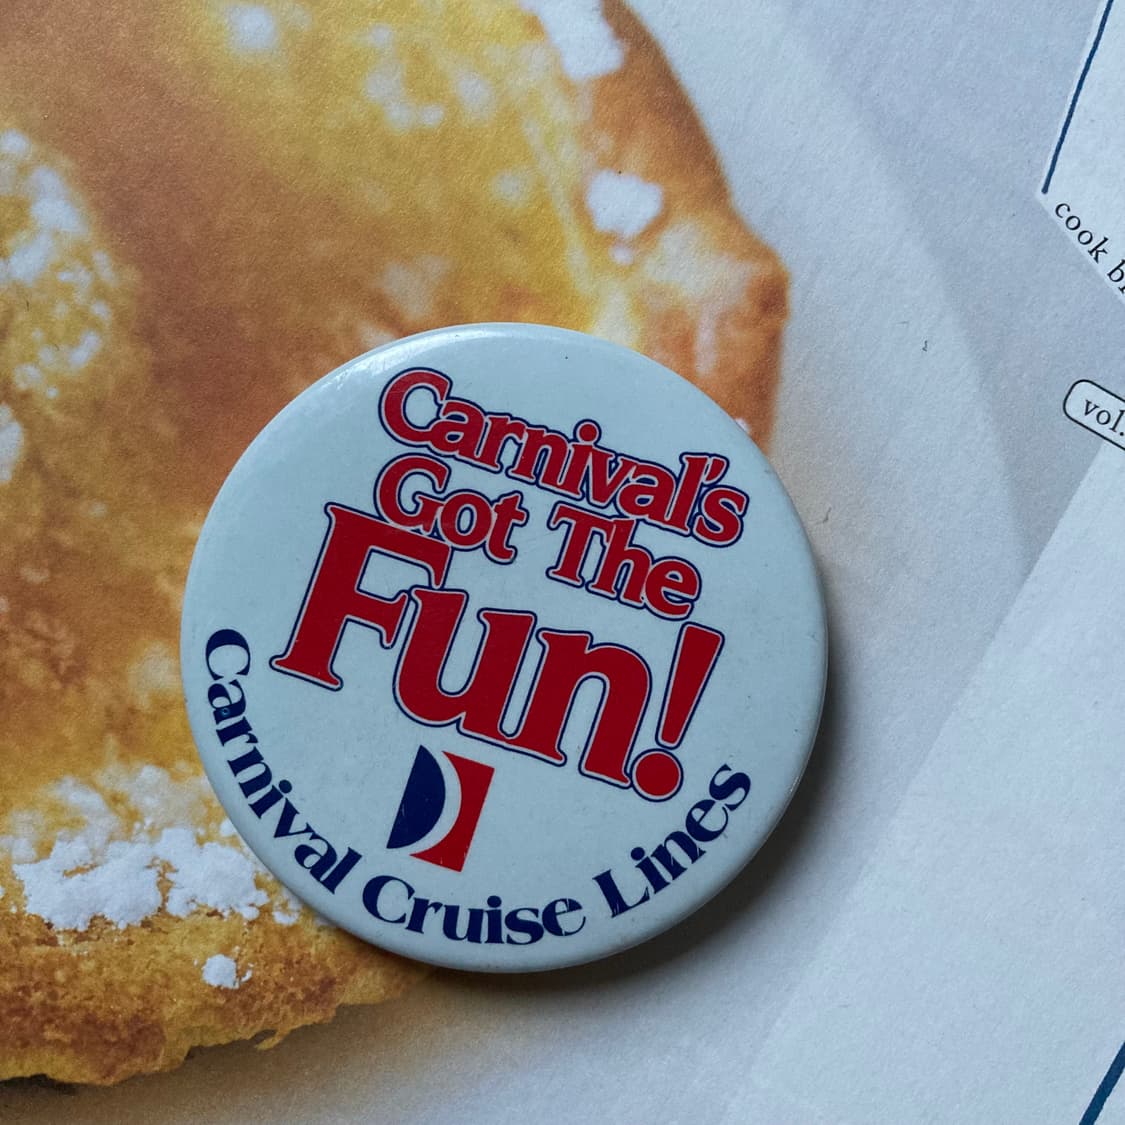 Carnival's
Got The
Fun!
Carnival Cruise Lines
cook
vol.